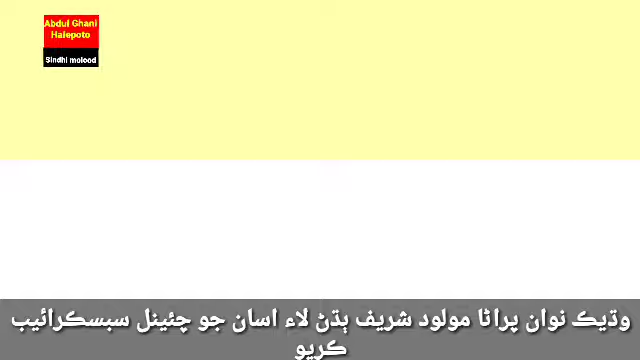 Abdul Ghani
Halepoto
Sindhi molood
وڌيڪ نوان پراڻا مولود شريف ٻڌڻ لاءِ اسان جو چئينل سبسڪرائيب
ڪريو